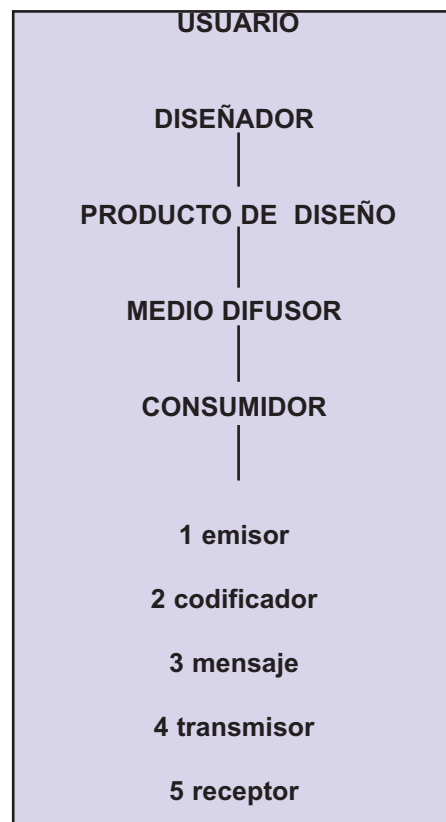 USUARIO
DISEÑADOR
PRODUCTO DE DISEÑO
MEDIO DIFUSOR
CONSUMIDOR
1 emisor
2 codificador
3 mensaje
4 transmisor
5 receptor